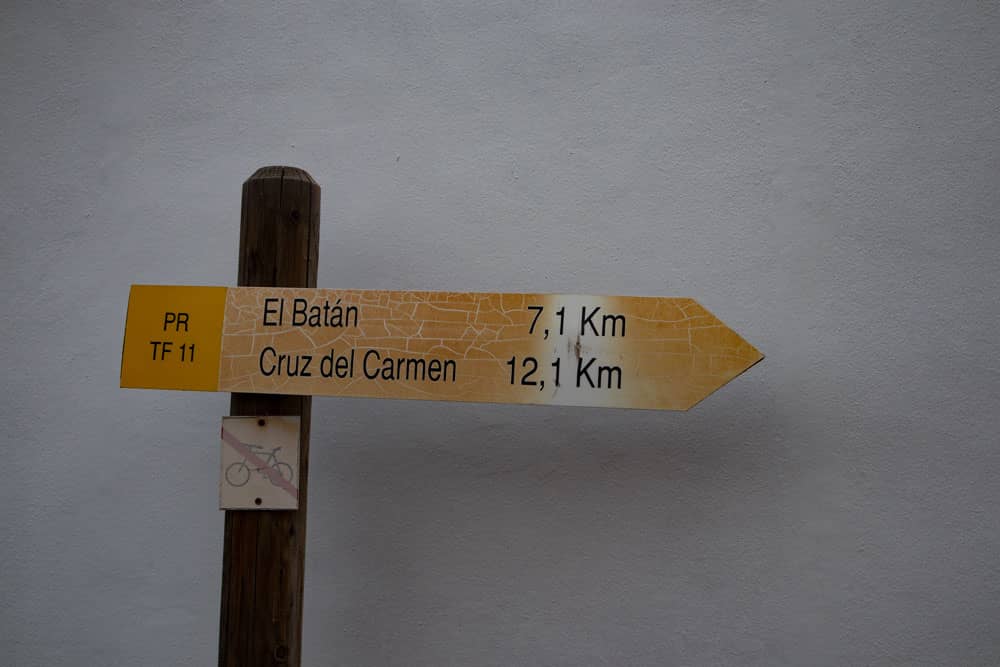 PR
TF 11
El Batán 7,1 Km
Cruz del Carmen 12,1 Km